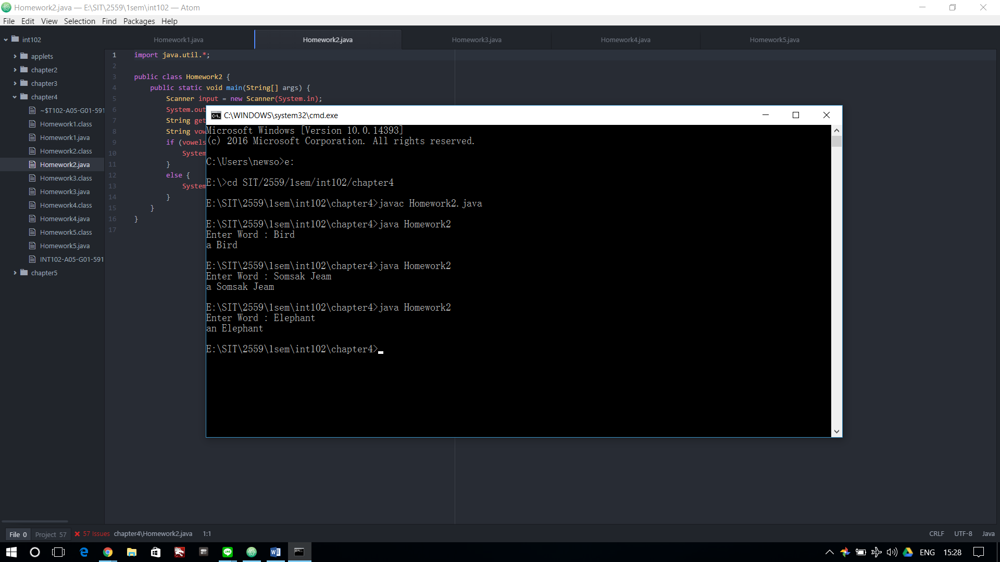 Homework2.java — E:\SIT\2559\1sem\int102 — Atom
File Edit View Selection Find Packages Help
int102
applets
chapter2
chapter3
chapter4
~$T102-A05-G01-591
Homework1.class
Homework1.java
Homework2.class
Homework2.java
Homework3.class
Homework3.java
Homework4.class
Homework4.java
Homework5.class
Homework5.java
INT102-A05-G01-591
chapter5
Homework1.java Homework2.java Homework3.java Homework4.java Homework5.java
1 import java.util.*;
2
3 public class Homework2 {
4 public static void main(String[] args) {
5 Scanner input = new Scanner(System.in);
6 System.out
7 String get
8 String vow
9 if (vowels
10 System
11 }
12 else {
13 System
14 }
15 }
16 }
17
C:\WINDOWS\system32\cmd.exe
Microsoft Windows [Version 10.0.14393]
(c) 2016 Microsoft Corporation. All rights reserved.
C:\Users\newso>e:
E:\>cd SIT/2559/1sem/int102/chapter4
E:\SIT\2559\1sem\int102\chapter4>javac Homework2.java
E:\SIT\2559\1sem\int102\chapter4>java Homework2
Enter Word : Bird
a Bird
E:\SIT\2559\1sem\int102\chapter4>java Homework2
Enter Word : Somsak Jeam
a Somsak Jeam
E:\SIT\2559\1sem\int102\chapter4>java Homework2
Enter Word : Elephant
an Elephant
E:\SIT\2559\1sem\int102\chapter4>
File 0 Project 57 57 Issues chapter4\Homework2.java 1:1 CRLF UTF-8 Java
ENG 15:28